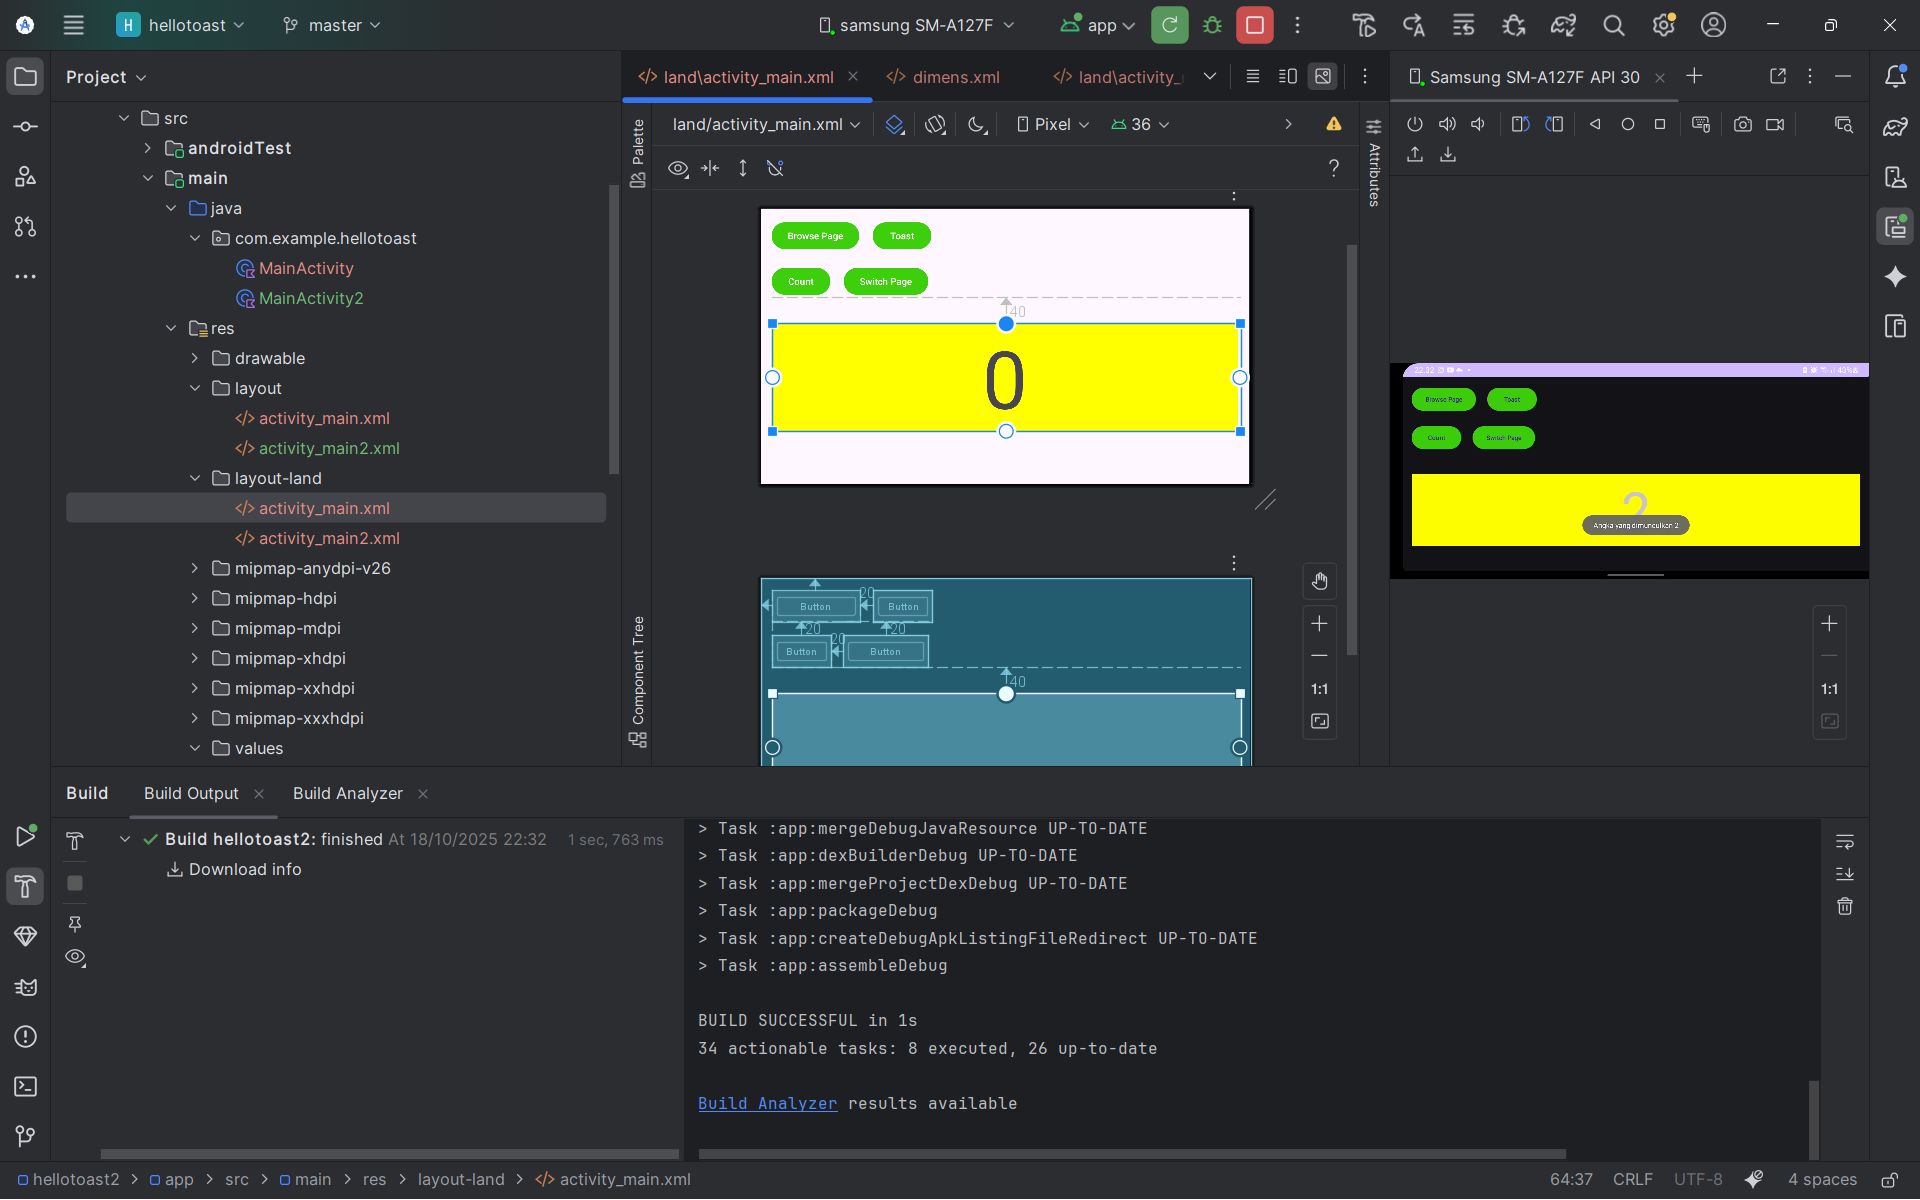 H hellotoast master samsung SM-A127F app
Project
land\activity_main.xml dimens.xml land\activity_
Samsung SM-A127F API 30
src
androidTest
main
java
com.example.hellotoast
MainActivity
MainActivity2
res
drawable
layout
activity_main.xml
activity_main2.xml
layout-land
activity_main.xml
activity_main2.xml
mipmap-anydpi-v26
mipmap-hdpi
mipmap-mdpi
mipmap-xhdpi
mipmap-xxhdpi
mipmap-xxxhdpi
values
Palette
Component Tree
land/activity_main.xml Pixel 36
?
Attributes
Browse Page Toast
Count Switch Page
40
0
20
Button Button
20 20
20
Button Button
40
1:1
22.32 43%
Browse Page Toast
Count Switch Page
2
Angka yang dimunculkan 2
1:1
Build Build Output Build Analyzer
Build hellotoast2: finished At 18/10/2025 22:32 1 sec, 763 ms
Download info
> Task :app:mergeDebugJavaResource UP-TO-DATE
> Task :app:dexBuilderDebug UP-TO-DATE
> Task :app:mergeProjectDexDebug UP-TO-DATE
> Task :app:packageDebug
> Task :app:createDebugApkListingFileRedirect UP-TO-DATE
> Task :app:assembleDebug
BUILD SUCCESSFUL in 1s
34 actionable tasks: 8 executed, 26 up-to-date
Build Analyzer results available
hellotoast2 > app > src > main > res > layout-land > activity_main.xml
64:37 CRLF UTF-8 4 spaces